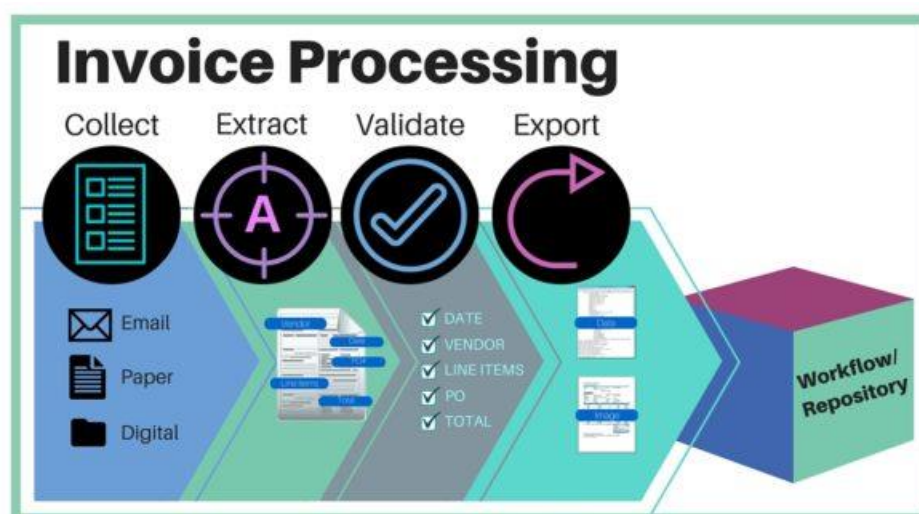 Invoice Processing
Collect
Extract
Validate
Export
A
Email
Paper
Digital
Vendor
Date
PO#
Line Items
Total
DATE
VENDOR
LINE ITEMS
PO
TOTAL
Data
Image
Workflow/
Repository